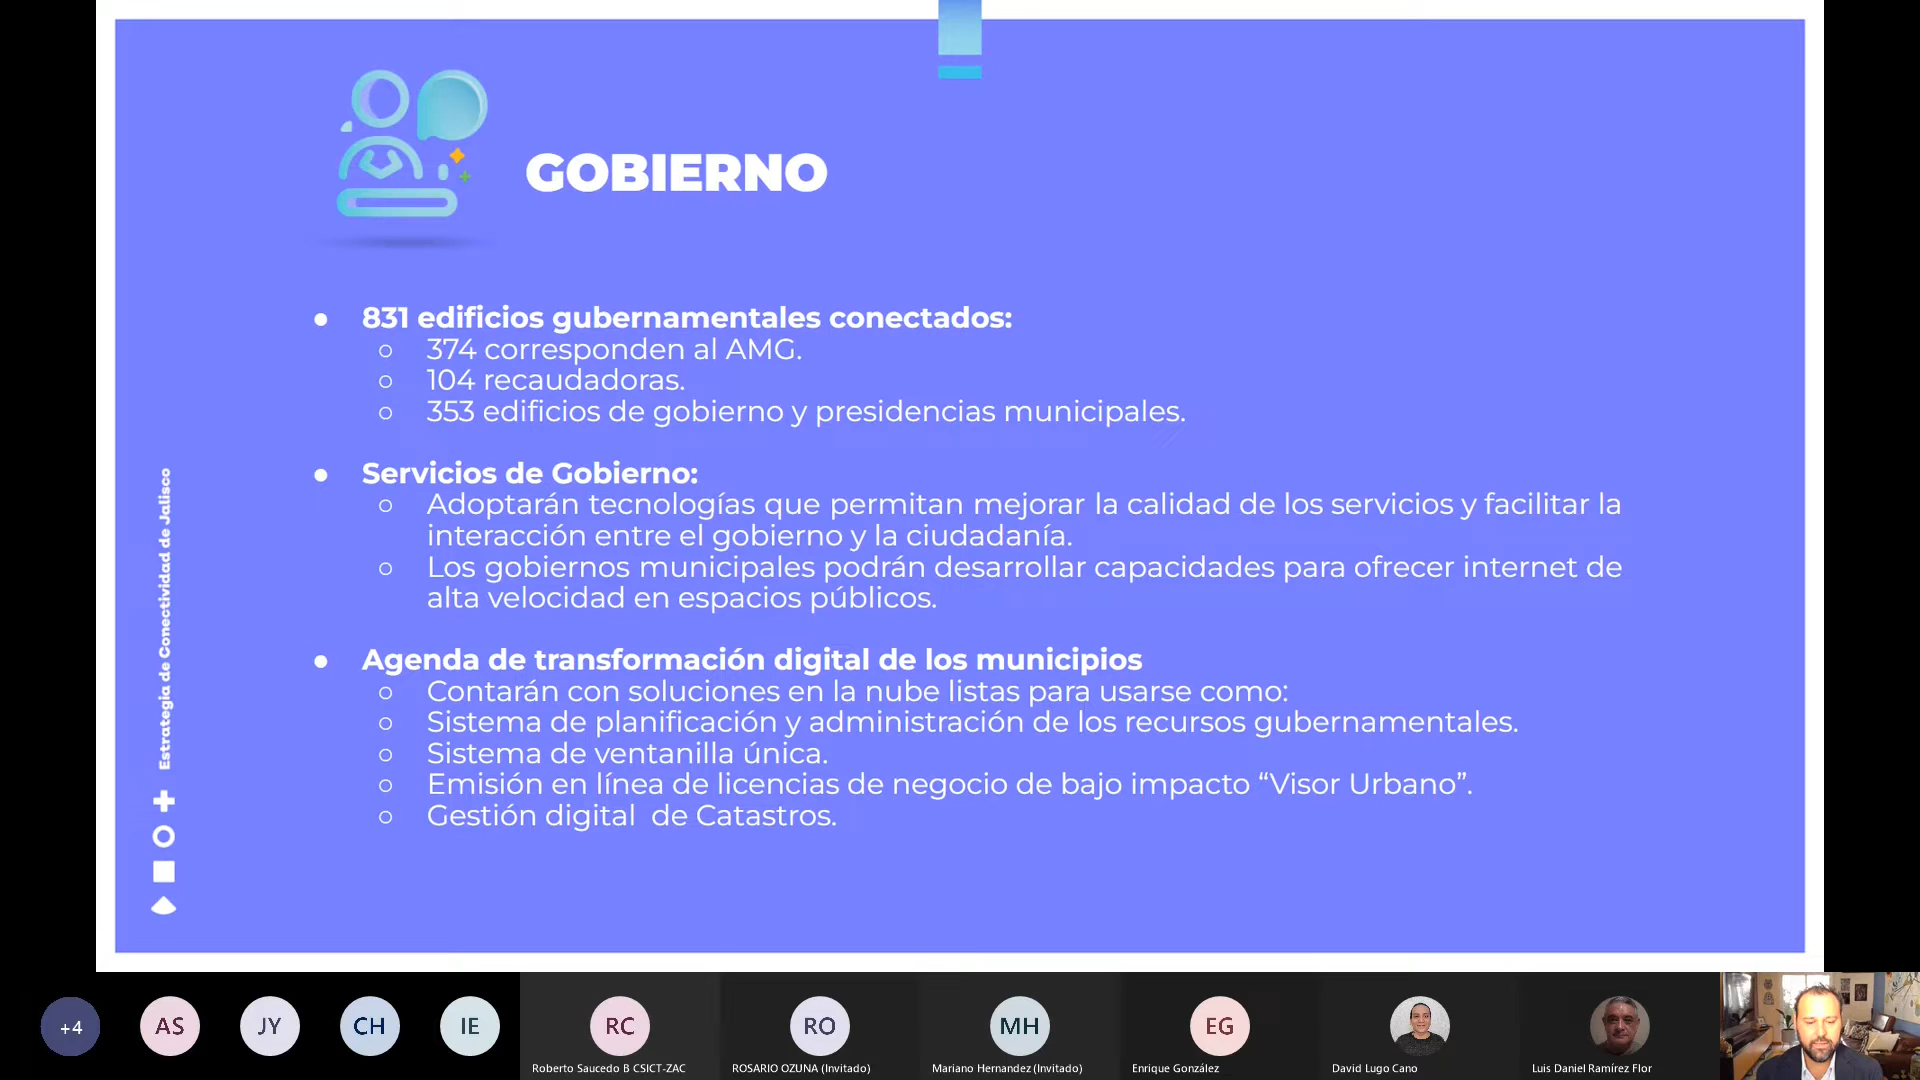 GOBIERNO
● 831 edificios gubernamentales conectados:
○ 374 corresponden al AMG.
○ 104 recaudadoras.
○ 353 edificios de gobierno y presidencias municipales.
● Servicios de Gobierno:
○ Adoptarán tecnologías que permitan mejorar la calidad de los servicios y facilitar la
interacción entre el gobierno y la ciudadanía.
○ Los gobiernos municipales podrán desarrollar capacidades para ofrecer internet de
alta velocidad en espacios públicos.
● Agenda de transformación digital de los municipios
○ Contarán con soluciones en la nube listas para usarse como:
○ Sistema de planificación y administración de los recursos gubernamentales.
○ Sistema de ventanilla única.
○ Emisión en línea de licencias de negocio de bajo impacto “Visor Urbano”.
○ Gestión digital  de Catastros.
Estrategia de Conectividad de Jalisco
+4
AS
JY
CH
IE
RC
RO
MH
EG
Roberto Saucedo B CSICT-ZAC
ROSARIO OZUNA (Invitado)
Mariano Hernandez (Invitado)
Enrique González
David Lugo Cano
Luis Daniel Ramírez Flor